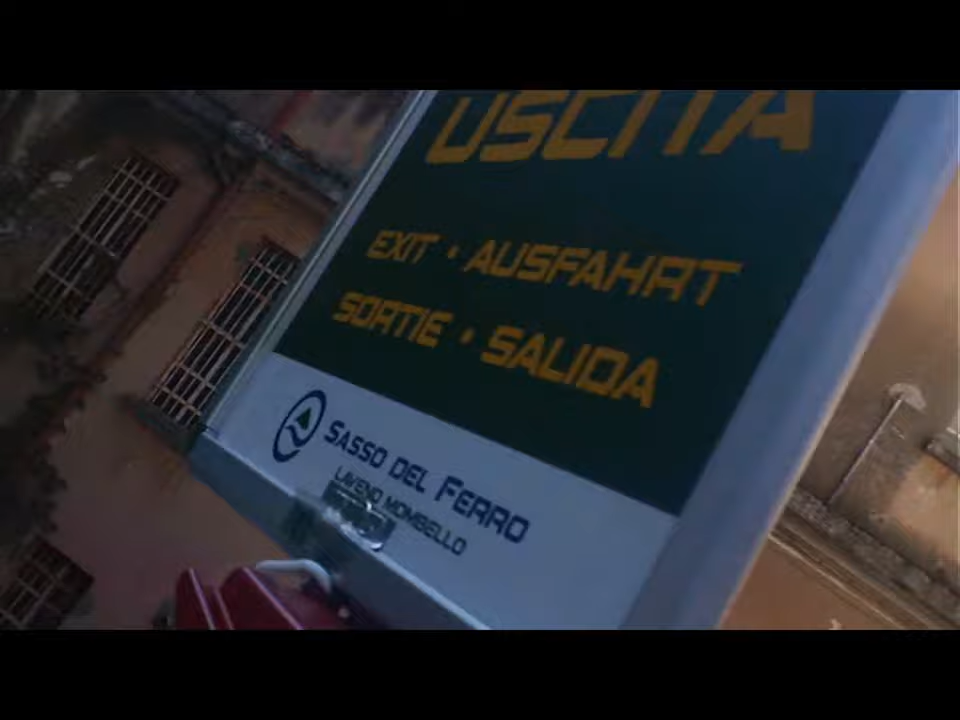 USCITA
EXIT • AUSFAHRT
SORTIE • SALIDA
SASSO DEL FERRO
LAVENO MOMBELLO